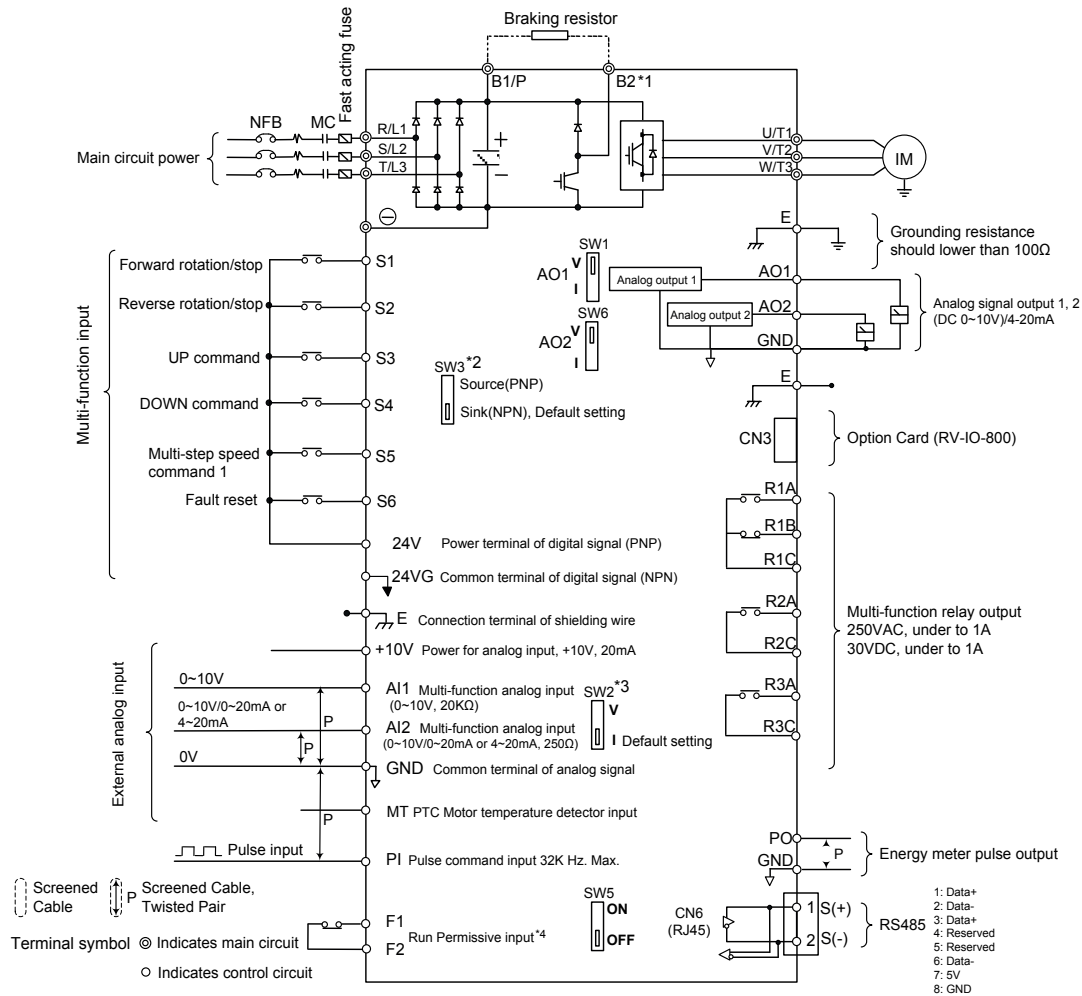 Braking resistor
Fast acting fuse
B1/P
B2*1
NFB
MC
R/L1
S/L2
T/L3
Main circuit power
+
−
U/T1
V/T2
W/T3
IM
⊖
E
Grounding resistance
should lower than 100Ω
Multi-function input
Forward rotation/stop
S1
Reverse rotation/stop
S2
UP command
S3
DOWN command
S4
Multi-step speed
command 1
S5
Fault reset
S6
24V Power terminal of digital signal (PNP)
24VG Common terminal of digital signal (NPN)
E Connection terminal of shielding wire
SW1
AO1
V
I
SW6
AO2
V
I
Analog output 1
Analog output 2
AO1
AO2
GND
Analog signal output 1, 2
(DC 0~10V)/4-20mA
SW3*2
Source(PNP)
Sink(NPN), Default setting
E
CN3
Option Card (RV-IO-800)
R1A
R1B
R1C
R2A
R2C
R3A
R3C
Multi-function relay output
250VAC, under to 1A
30VDC, under to 1A
External analog input
+10V Power for analog input, +10V, 20mA
0~10V
AI1 Multi-function analog input
(0~10V, 20KΩ)
0~10V/0~20mA or
4~20mA
P
P
AI2 Multi-function analog input
(0~10V/0~20mA or 4~20mA, 250Ω)
SW2*3
V
I Default setting
0V
GND Common terminal of analog signal
P
MT PTC Motor temperature detector input
Pulse input
PI Pulse command input 32K Hz. Max.
PO
P
GND
Energy meter pulse output
Screened
Cable
P
Screened Cable,
Twisted Pair
F1
F2
Run Permissive input*4
SW5
ON
OFF
CN6
(RJ45)
1
S(+)
2
S(-)
RS485
1: Data+
2: Data-
3: Data+
4: Reserved
5: Reserved
6: Data-
7: 5V
8: GND
Terminal symbol ◎ Indicates main circuit
○ Indicates control circuit